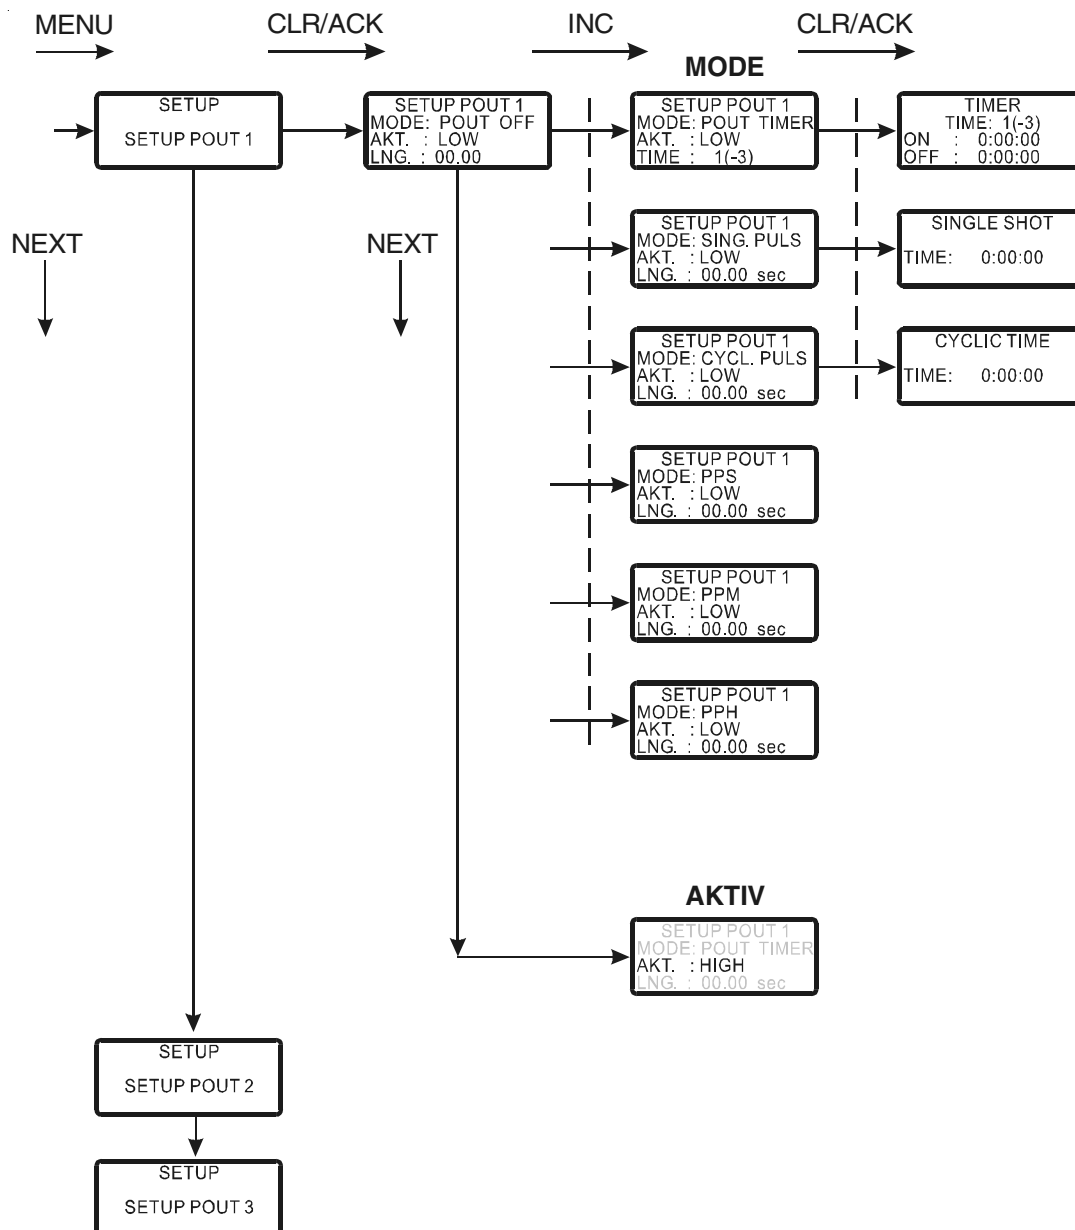 MENU
CLR/ACK
INC
CLR/ACK
MODE
SETUP
SETUP POUT 1
SETUP POUT 1
MODE: POUT OFF
AKT. : LOW
LNG. : 00.00
SETUP POUT 1
MODE: POUT TIMER
AKT. : LOW
TIME : 1(-3)
TIMER
TIME: 1(-3)
ON : 0:00:00
OFF : 0:00:00
NEXT
NEXT
SETUP POUT 1
MODE: SING. PULS
AKT. : LOW
LNG. : 00.00 sec
SINGLE SHOT
TIME: 0:00:00
SETUP POUT 1
MODE: CYCL. PULS
AKT. : LOW
LNG. : 00.00 sec
CYCLIC TIME
TIME: 0:00:00
SETUP POUT 1
MODE: PPS
AKT. : LOW
LNG. : 00.00 sec
SETUP POUT 1
MODE: PPM
AKT. : LOW
LNG. : 00.00 sec
SETUP POUT 1
MODE: PPH
AKT. : LOW
LNG. : 00.00 sec
AKTIV
SETUP POUT 1
MODE: POUT TIMER
AKT. : HIGH
LNG. : 00.00 sec
SETUP
SETUP POUT 2
SETUP
SETUP POUT 3